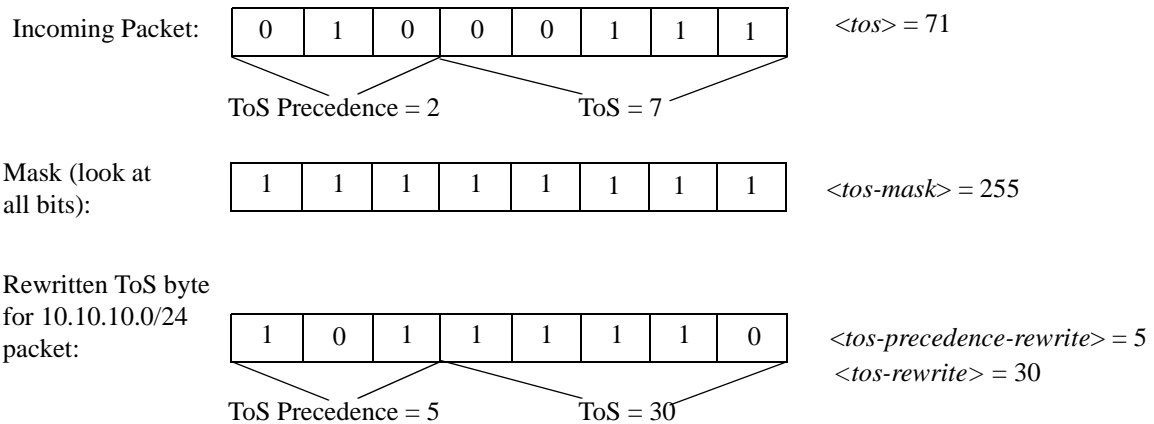 Incoming Packet: 0 1 0 0 0 1 1 1 <tos> = 71
ToS Precedence = 2 ToS = 7
Mask (look at
all bits): 1 1 1 1 1 1 1 1 <tos-mask> = 255
Rewritten ToS byte
for 10.10.10.0/24
packet: 1 0 1 1 1 1 1 0 <tos-precedence-rewrite> = 5
<tos-rewrite> = 30
ToS Precedence = 5 ToS = 30